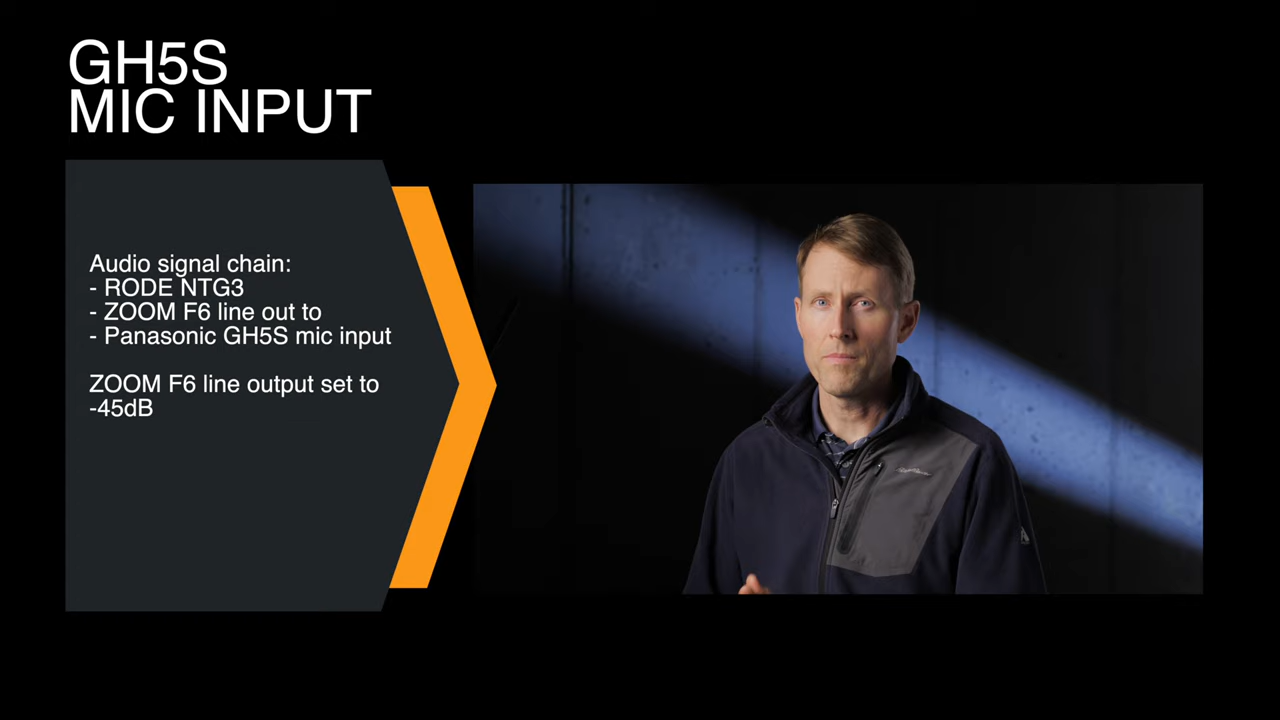 GH5S
MIC INPUT
Audio signal chain:
- RODE NTG3
- ZOOM F6 line out to
- Panasonic GH5S mic input
ZOOM F6 line output set to
-45dB